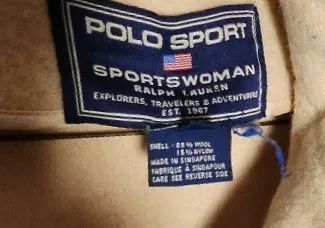 POLO SPORT
SPORTSWOMAN
RALPH LAUREN
EXPLORERS, TRAVELERS & ADVENTURERS
EST. 1967
SHELL - 85% WOOL
15% NYLON
MADE IN SINGAPORE
FABRIQUÉ À SINGAPOUR
CARE SEE REVERSE SIDE